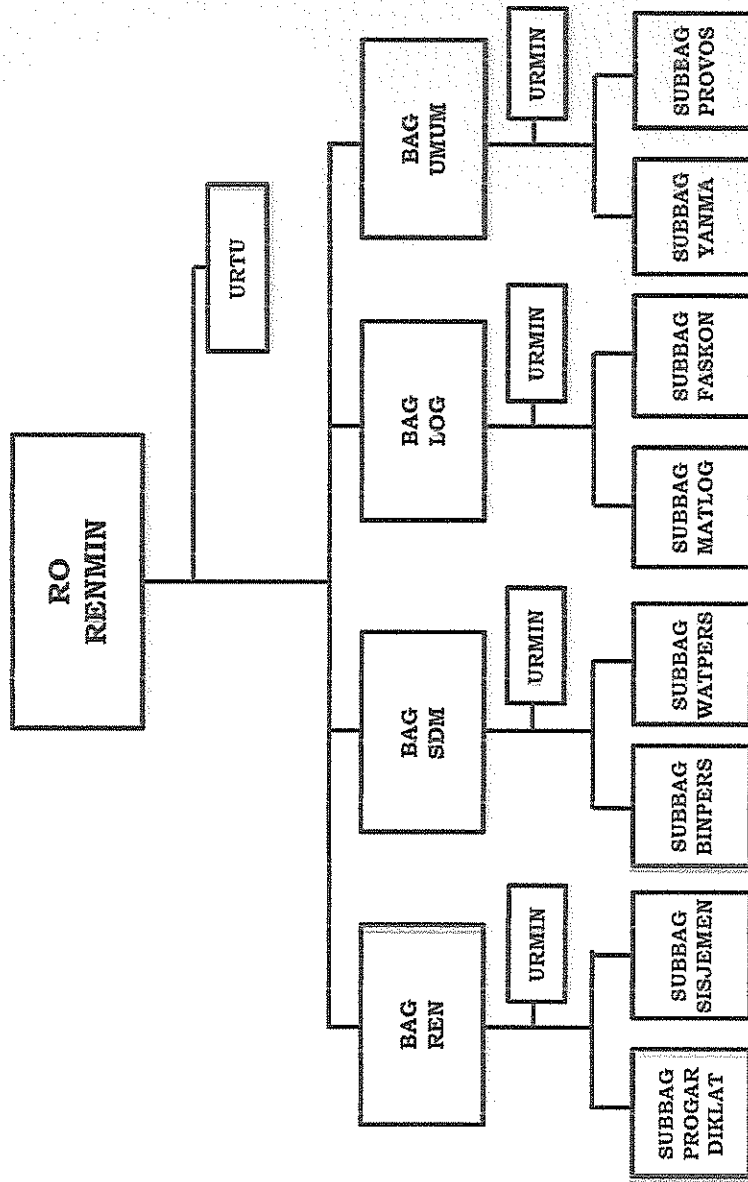 RO
RENMIN
URTU
BAG
REN
BAG
SDM
BAG
LOG
BAG
UMUM
URMIN
URMIN
URMIN
URMIN
SUBBAG
PROGAR
DIKLAT
SUBBAG
SISJEMEN
SUBBAG
BINPERS
SUBBAG
WATPERS
SUBBAG
MATLOG
SUBBAG
FASKON
SUBBAG
YANMA
SUBBAG
PROVOS